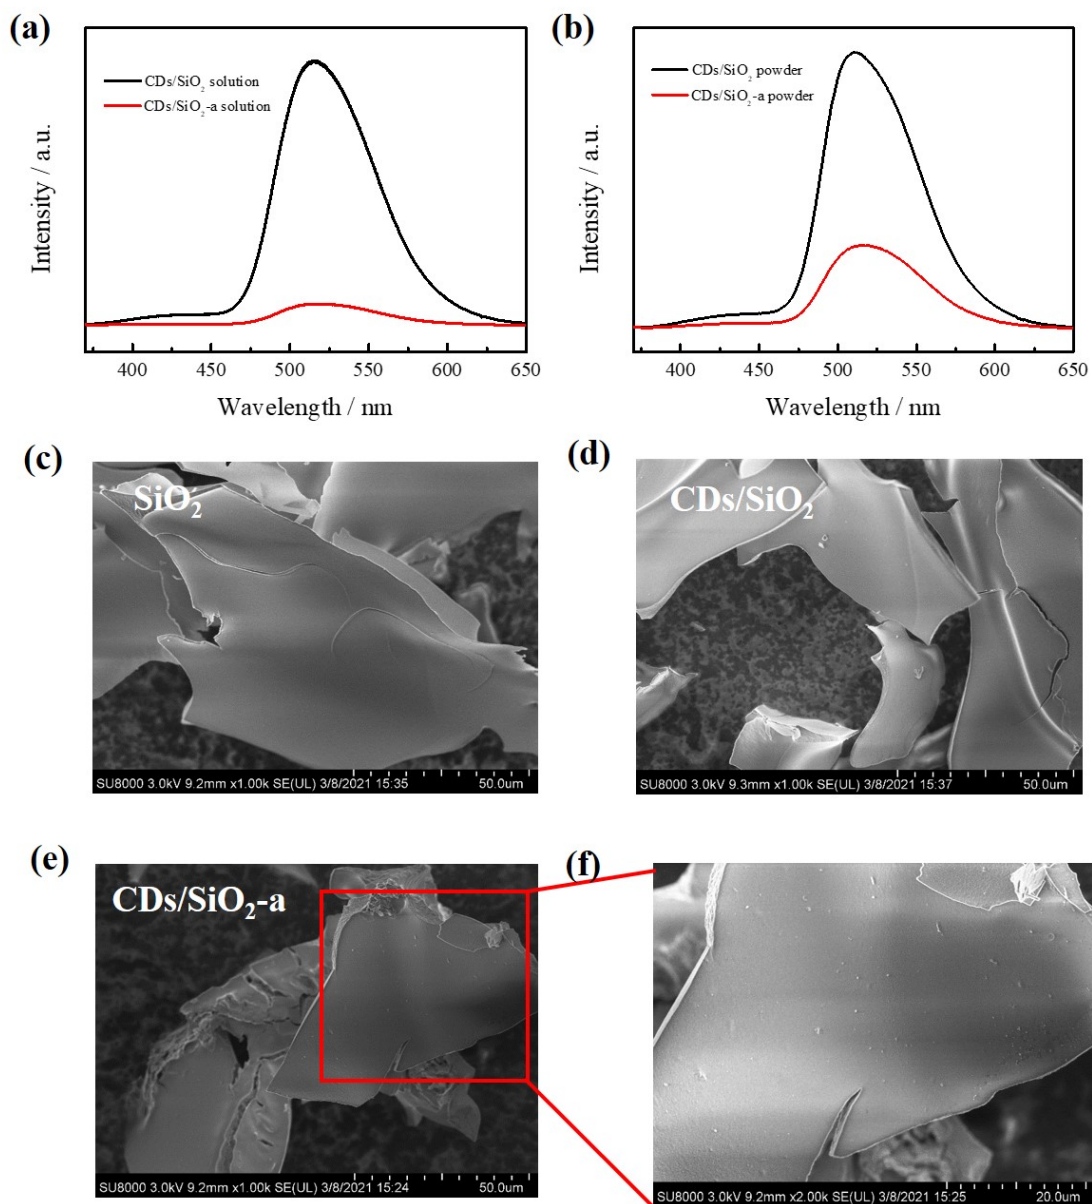 (a)
CDs/SiO₂ solution
CDs/SiO₂-a solution
Intensity / a.u.
400 450 500 550 600 650
Wavelength / nm
(b)
CDs/SiO₂ powder
CDs/SiO₂-a powder
Intensity / a.u.
400 450 500 550 600 650
Wavelength / nm
(c)
SiO₂
SU8000 3.0kV 9.2mm x1.00k SE(UL) 3/8/2021 15:35 50.0um
(d)
CDs/SiO₂
SU8000 3.0kV 9.3mm x1.00k SE(UL) 3/8/2021 15:37 50.0um
(e)
CDs/SiO₂-a
SU8000 3.0kV 9.2mm x1.00k SE(UL) 3/8/2021 15:24 50.0um
(f)
SU8000 3.0kV 9.2mm x2.00k SE(UL) 3/8/2021 15:25 20.0um